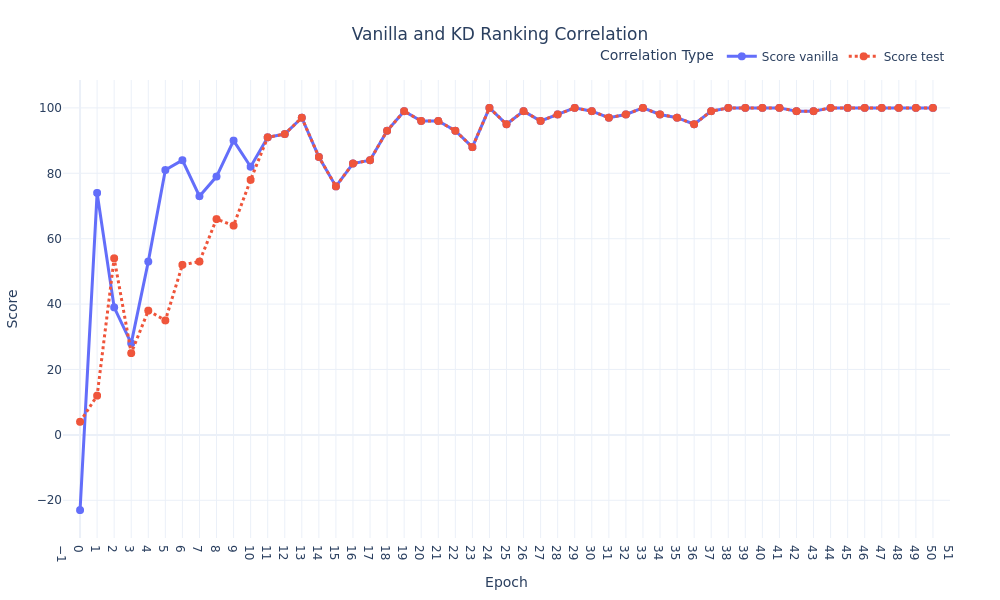 Vanilla and KD Ranking Correlation
Correlation Type Score vanilla Score test
100
80
60
40
20
0
−20
Score
−1 0 1 2 3 4 5 6 7 8 9 10 11 12 13 14 15 16 17 18 19 20 21 22 23 24 25 26 27 28 29 30 31 32 33 34 35 36 37 38 39 40 41 42 43 44 45 46 47 48 49 50 51
Epoch